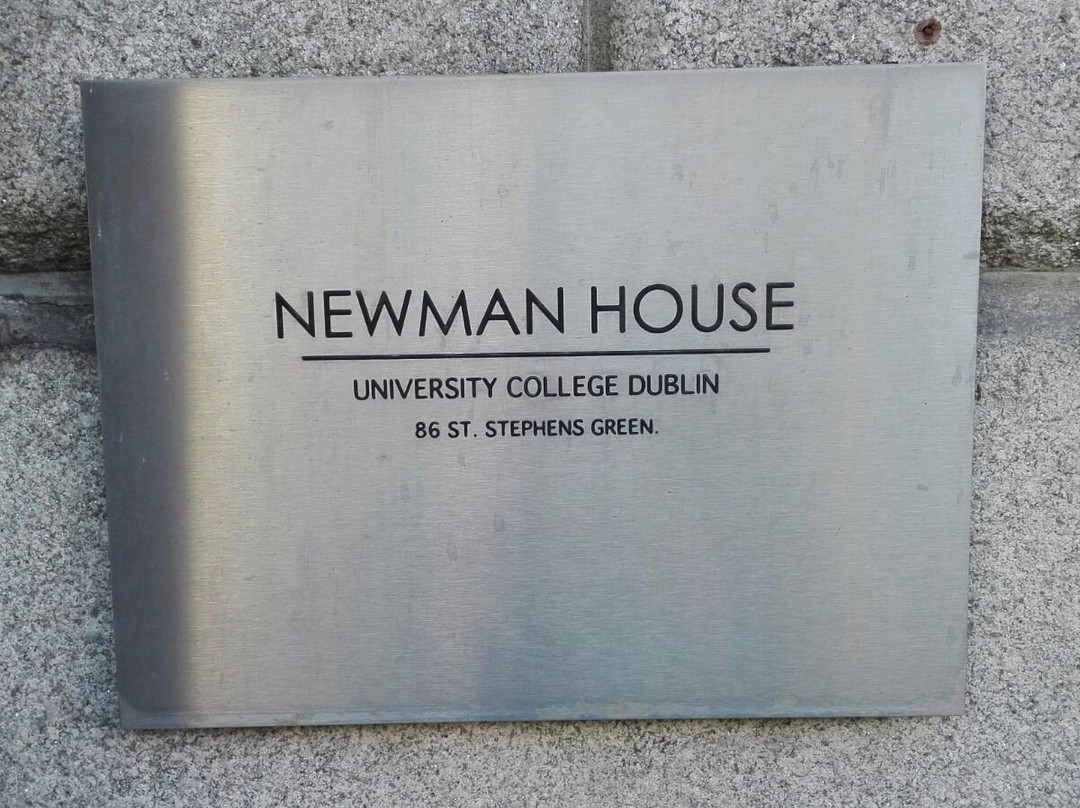 NEWMAN HOUSE
UNIVERSITY COLLEGE DUBLIN
86 ST. STEPHENS GREEN.